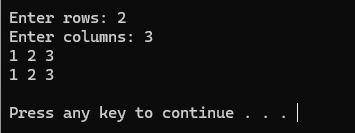 Enter rows: 2
Enter columns: 3
1 2 3
1 2 3
Press any key to continue . . .